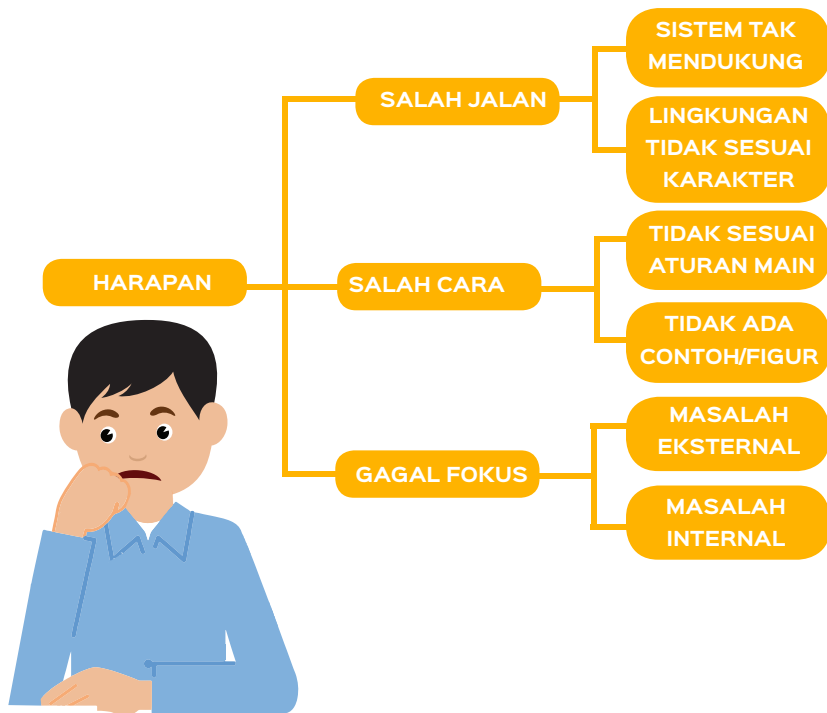 HARAPAN
SALAH JALAN
SISTEM TAK
MENDUKUNG
LINGKUNGAN
TIDAK SESUAI
KARAKTER
SALAH CARA
TIDAK SESUAI
ATURAN MAIN
TIDAK ADA
CONTOH/FIGUR
GAGAL FOKUS
MASALAH
EKSTERNAL
MASALAH
INTERNAL